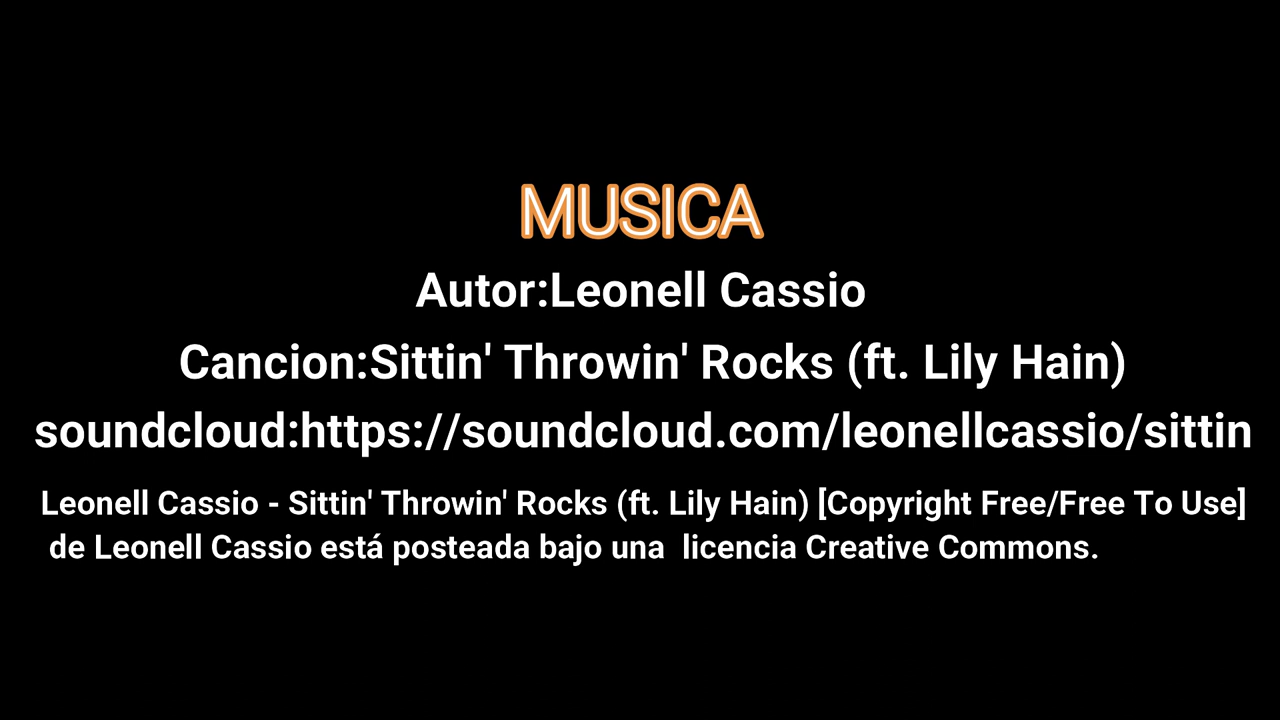 MUSICA
Autor:Leonell Cassio
Cancion:Sittin' Throwin' Rocks (ft. Lily Hain)
soundcloud:https://soundcloud.com/leonellcassio/sittin
Leonell Cassio - Sittin' Throwin' Rocks (ft. Lily Hain) [Copyright Free/Free To Use]
de Leonell Cassio está posteada bajo una  licencia Creative Commons.